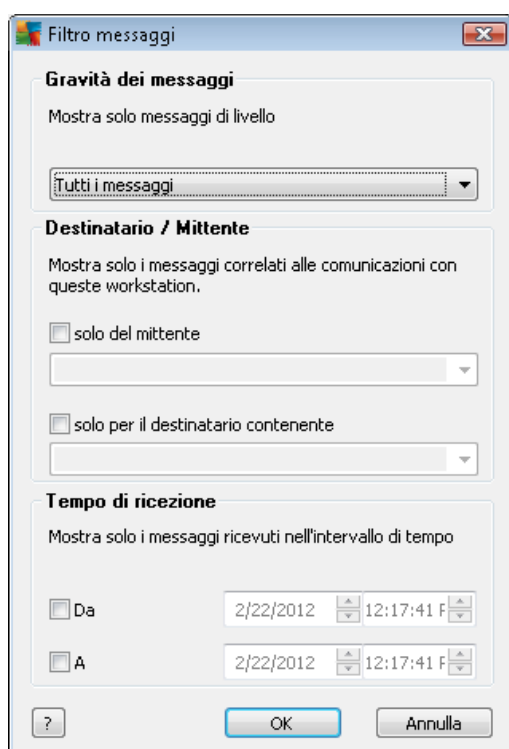 Filtro messaggi
Gravità dei messaggi
Mostra solo messaggi di livello
Tutti i messaggi
Destinatario / Mittente
Mostra solo i messaggi correlati alle comunicazioni con
queste workstation.
solo del mittente
solo per il destinatario contenente
Tempo di ricezione
Mostra solo i messaggi ricevuti nell'intervallo di tempo
Da 2/22/2012 12:17:41 F
A 2/22/2012 12:17:41 F
? OK Annulla